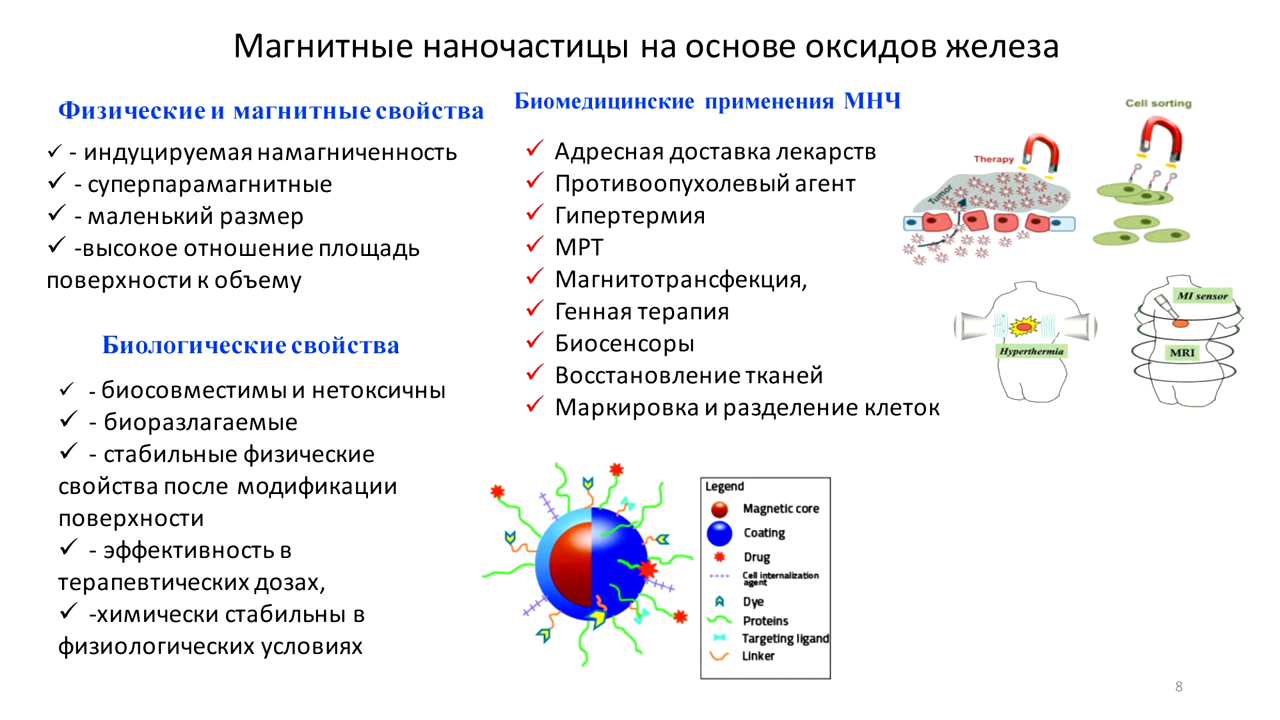 Магнитные наночастицы на основе оксидов железа
Физические и магнитные свойства
✓ - индуцируемая намагниченность
✓ - суперпарамагнитные
✓ - маленький размер
✓ -высокое отношение площадь
поверхности к объему
Биологические свойства
✓ - биосовместимы и нетоксичны
✓ - биоразлагаемые
✓ - стабильные физические
свойства после модификации
поверхности
✓ - эффективность в
терапевтических дозах,
✓ -химически стабильны в
физиологических условиях
Биомедицинские применения МНЧ
✓ Адресная доставка лекарств
✓ Противоопухолевый агент
✓ Гипертермия
✓ МРТ
✓ Магнитотрансфекция,
✓ Генная терапия
✓ Биосенсоры
✓ Восстановление тканей
✓ Маркировка и разделение клеток
Cell sorting
Therapy
Tumor
MI sensor
Hyperthermia
MRI
Legend
Magnetic core
Coating
Drug
Cell internalization
agent
Dye
Proteins
Targeting ligand
Linker
8